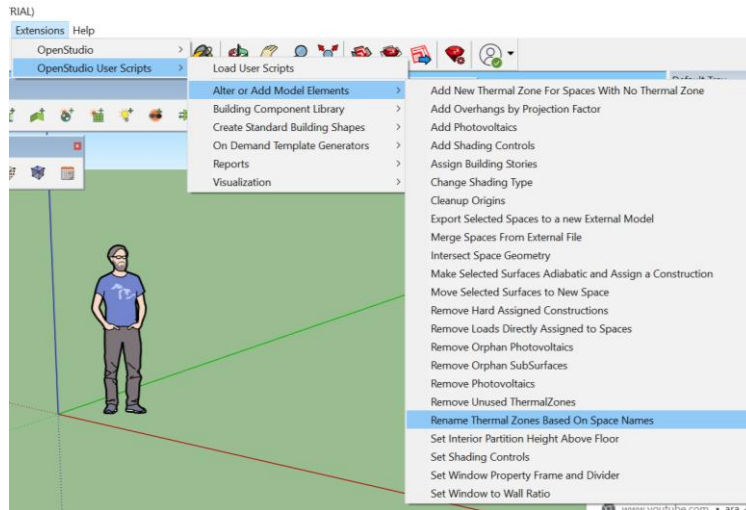 RIAL)
Extensions Help
OpenStudio >
OpenStudio User Scripts >
Load User Scripts
Alter or Add Model Elements >
Building Component Library >
Create Standard Building Shapes >
On Demand Template Generators >
Reports >
Visualization >
Add New Thermal Zone For Spaces With No Thermal Zone
Add Overhangs by Projection Factor
Add Photovoltaics
Add Shading Controls
Assign Building Stories
Change Shading Type
Cleanup Origins
Export Selected Spaces to a new External Model
Merge Spaces From External File
Intersect Space Geometry
Make Selected Surfaces Adiabatic and Assign a Construction
Move Selected Surfaces to New Space
Remove Hard Assigned Constructions
Remove Loads Directly Assigned to Spaces
Remove Orphan Photovoltaics
Remove Orphan SubSurfaces
Remove Photovoltaics
Remove Unused ThermalZones
Rename Thermal Zones Based On Space Names
Set Interior Partition Height Above Floor
Set Shading Controls
Set Window Property Frame and Divider
Set Window to Wall Ratio
www.youtube.com • ara